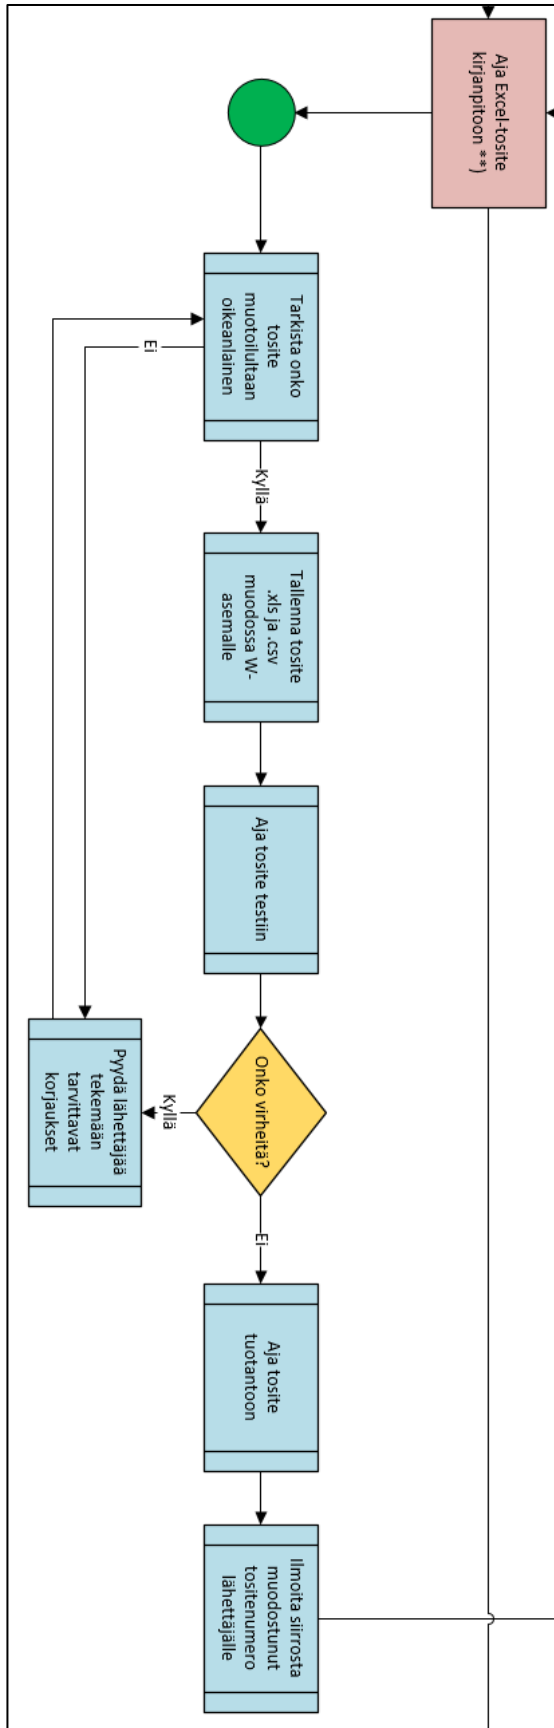 Aja Excel-tosite
kirjanpitoon **)
Tarkista onko
tosite
muotoilultaan
oikeanlainen
Ei
Kyllä
Tallenna tosite
.xls ja .csv
muodossa W-
asemalle
Aja tosite testiin
Onko virheitä?
Kyllä
Pyydä lähettäjää
tekemään
tarvittavat
korjaukset
Ei
Aja tosite
tuotantoon
Ilmoita siirrosta
muodostunut
tositenumero
lähettäjälle